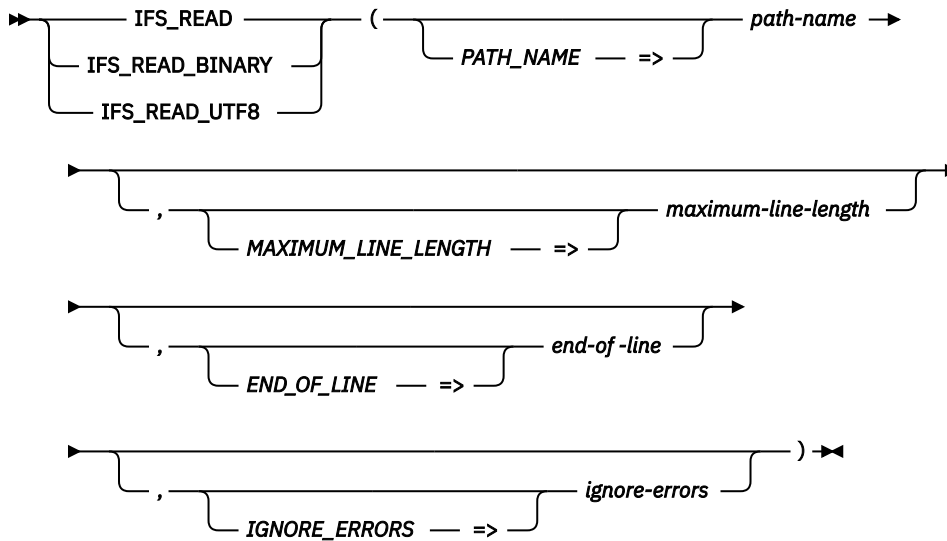 IFS_READ ( path-name
PATH_NAME =>
IFS_READ_BINARY
IFS_READ_UTF8
, maximum-line-length
MAXIMUM_LINE_LENGTH =>
, end-of -line
END_OF_LINE =>
)
, ignore-errors
IGNORE_ERRORS =>